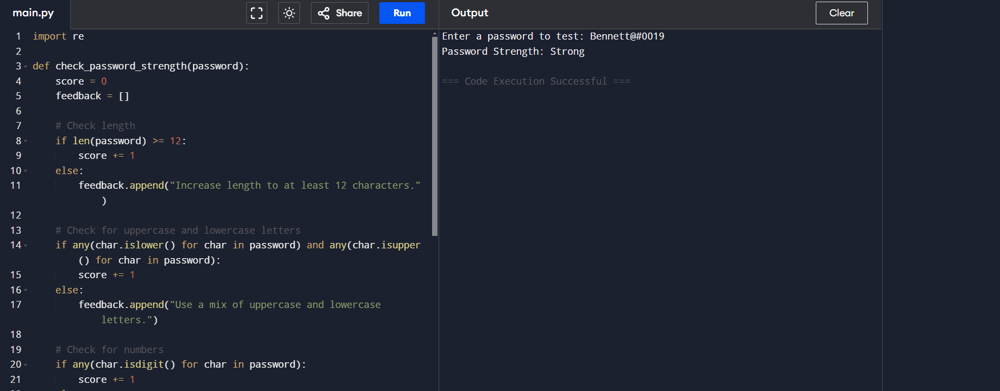 main.py
Share
Run
Output
Clear
1 import re
2
3 def check_password_strength(password):
4 score = 0
5 feedback = []
6
7 # Check length
8 if len(password) >= 12:
9 score += 1
10 else:
11 feedback.append("Increase length to at least 12 characters."
)
12
13 # Check for uppercase and lowercase letters
14 if any(char.islower() for char in password) and any(char.isupper
() for char in password):
15 score += 1
16 else:
17 feedback.append("Use a mix of uppercase and lowercase
letters.")
18
19 # Check for numbers
20 if any(char.isdigit() for char in password):
21 score += 1
Enter a password to test: Bennett@#0019
Password Strength: Strong
=== Code Execution Successful ===